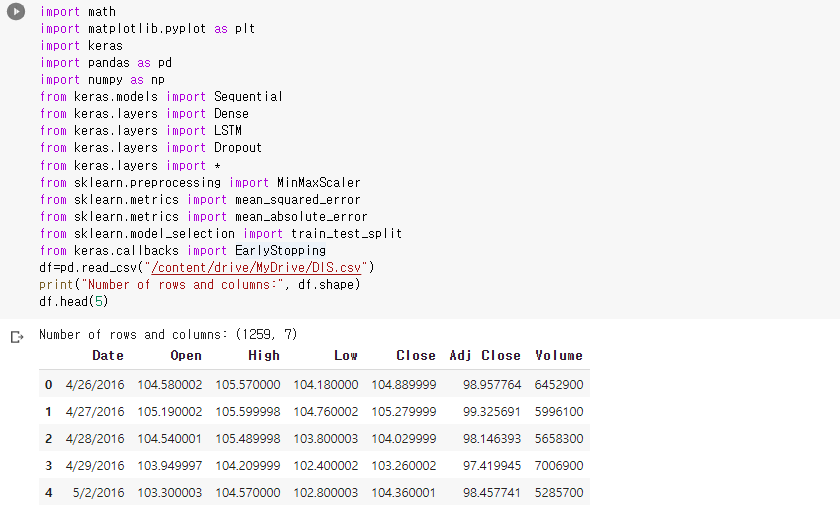 import math
import matplotlib.pyplot as plt
import keras
import pandas as pd
import numpy as np
from keras.models import Sequential
from keras.layers import Dense
from keras.layers import LSTM
from keras.layers import Dropout
from keras.layers import *
from sklearn.preprocessing import MinMaxScaler
from sklearn.metrics import mean_squared_error
from sklearn.metrics import mean_absolute_error
from sklearn.model_selection import train_test_split
from keras.callbacks import EarlyStopping
df=pd.read_csv("/content/drive/MyDrive/DIS.csv")
print("Number of rows and columns:", df.shape)
df.head(5)
Number of rows and columns: (1259, 7)
Date Open High Low Close Adj Close Volume
0 4/26/2016 104.580002 105.570000 104.180000 104.889999 98.957764 6452900
1 4/27/2016 105.190002 105.599998 104.760002 105.279999 99.325691 5996100
2 4/28/2016 104.540001 105.489998 103.800003 104.029999 98.146393 5658300
3 4/29/2016 103.949997 104.209999 102.400002 103.260002 97.419945 7006900
4 5/2/2016 103.300003 104.570000 102.800003 104.360001 98.457741 5285700